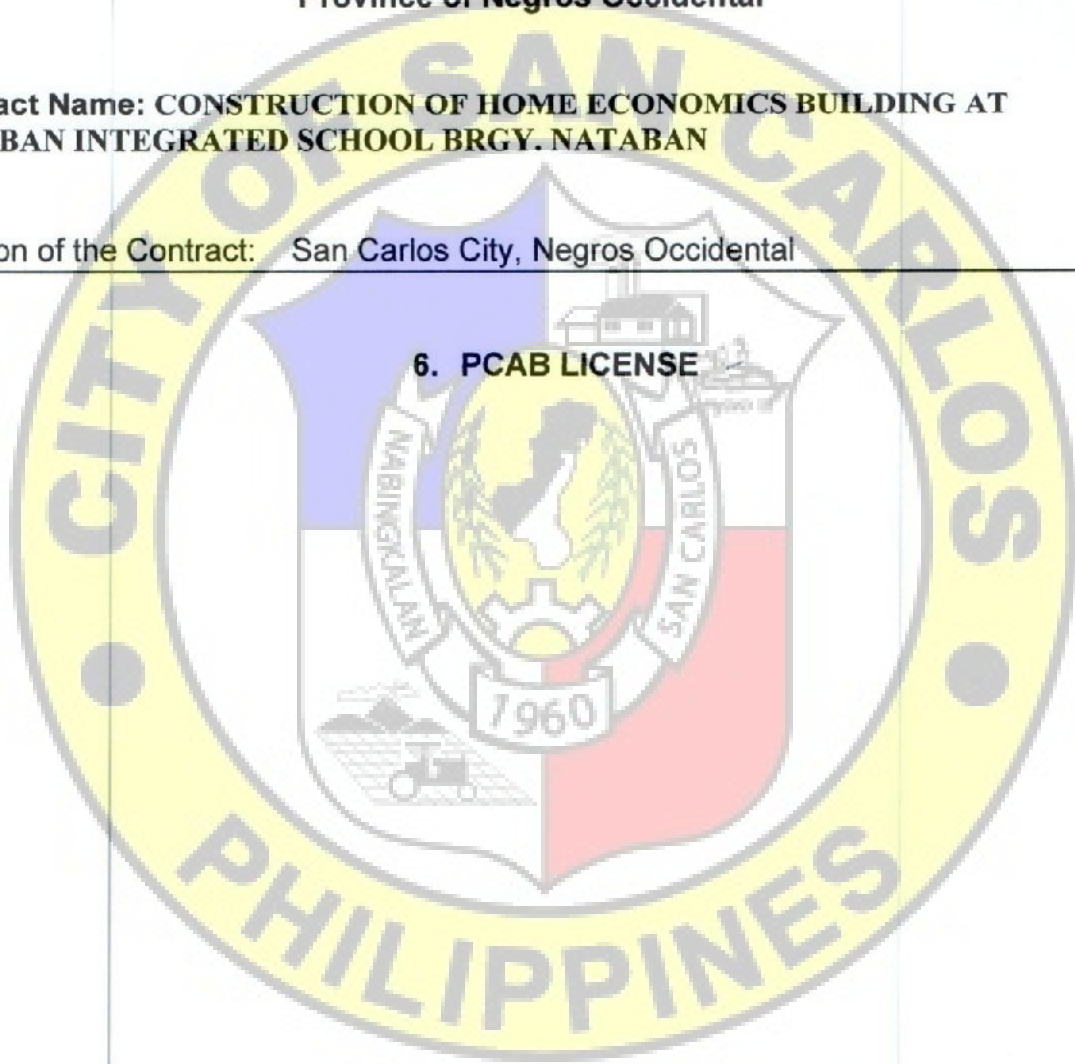 Province of Negros Occidental
act Name: CONSTRUCTION OF HOME ECONOMICS BUILDING AT
BAN INTEGRATED SCHOOL BRGY. NATABAN
on of the Contract: San Carlos City, Negros Occidental
6. PCAB LICENSE
CITY OF SAN CARLOS
NABINGKALAN
SAN CARLOS
1960
PHILIPPINES